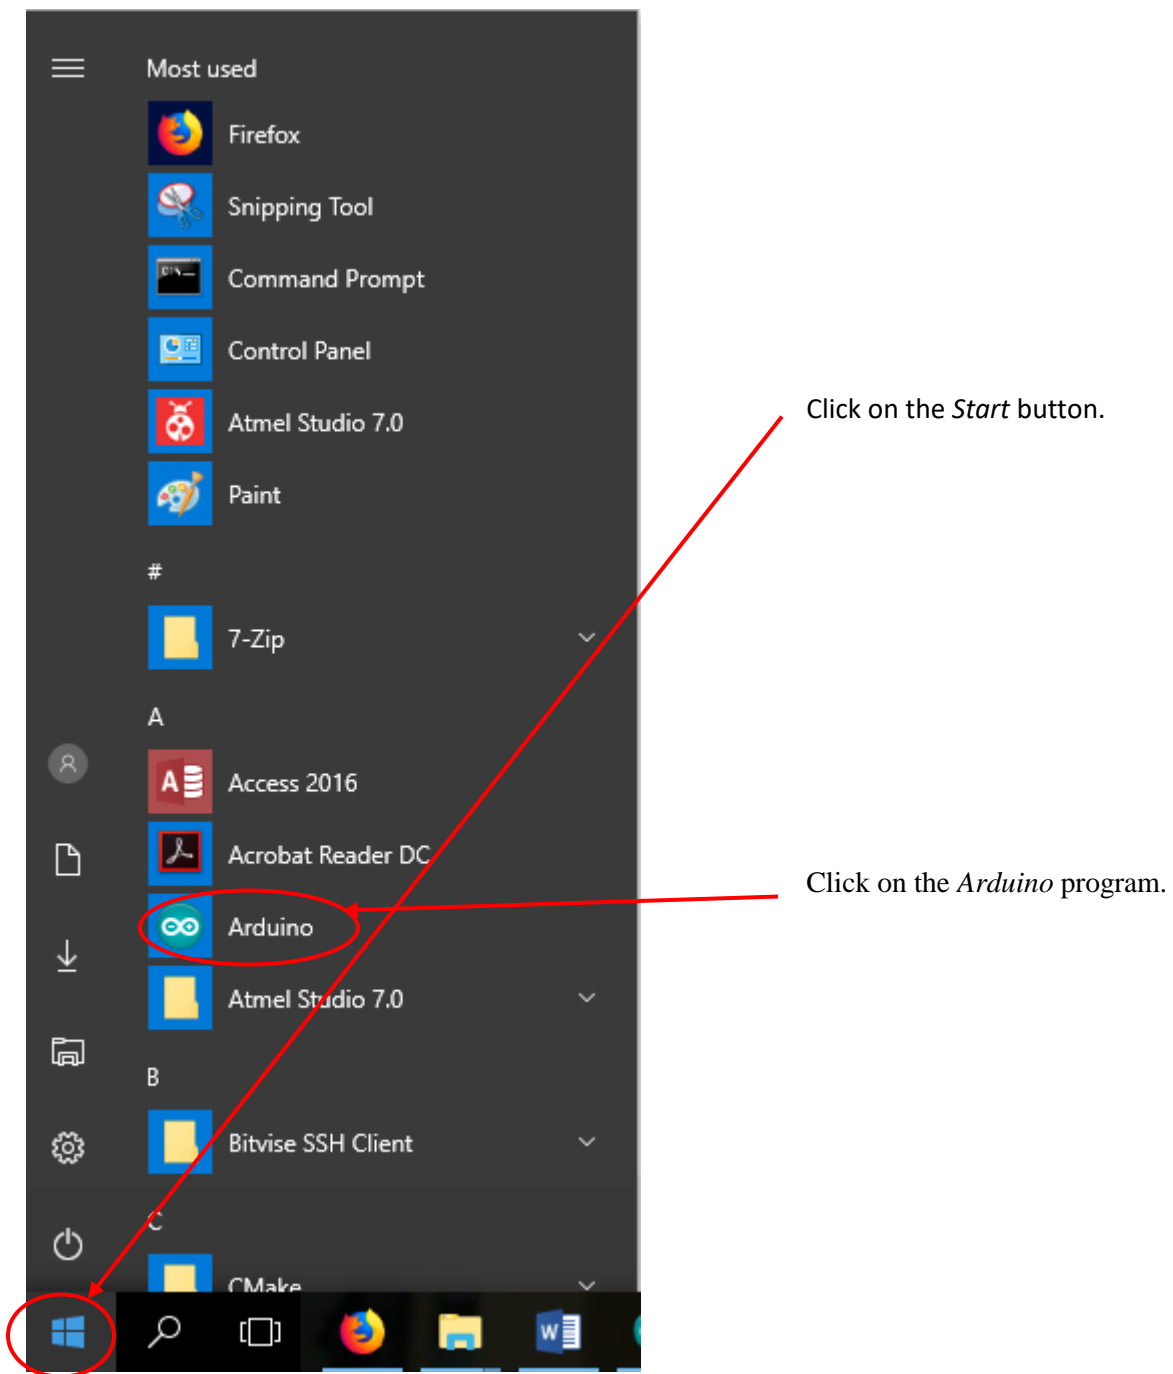 Most used
Firefox
Snipping Tool
Command Prompt
Control Panel
Click on the Start button.
Atmel Studio 7.0
Paint
#
7-Zip
A
Access 2016
Acrobat Reader DC
Click on the Arduino program.
Arduino
Atmel Studio 7.0
B
Bitvise SSH Client
C
CMake